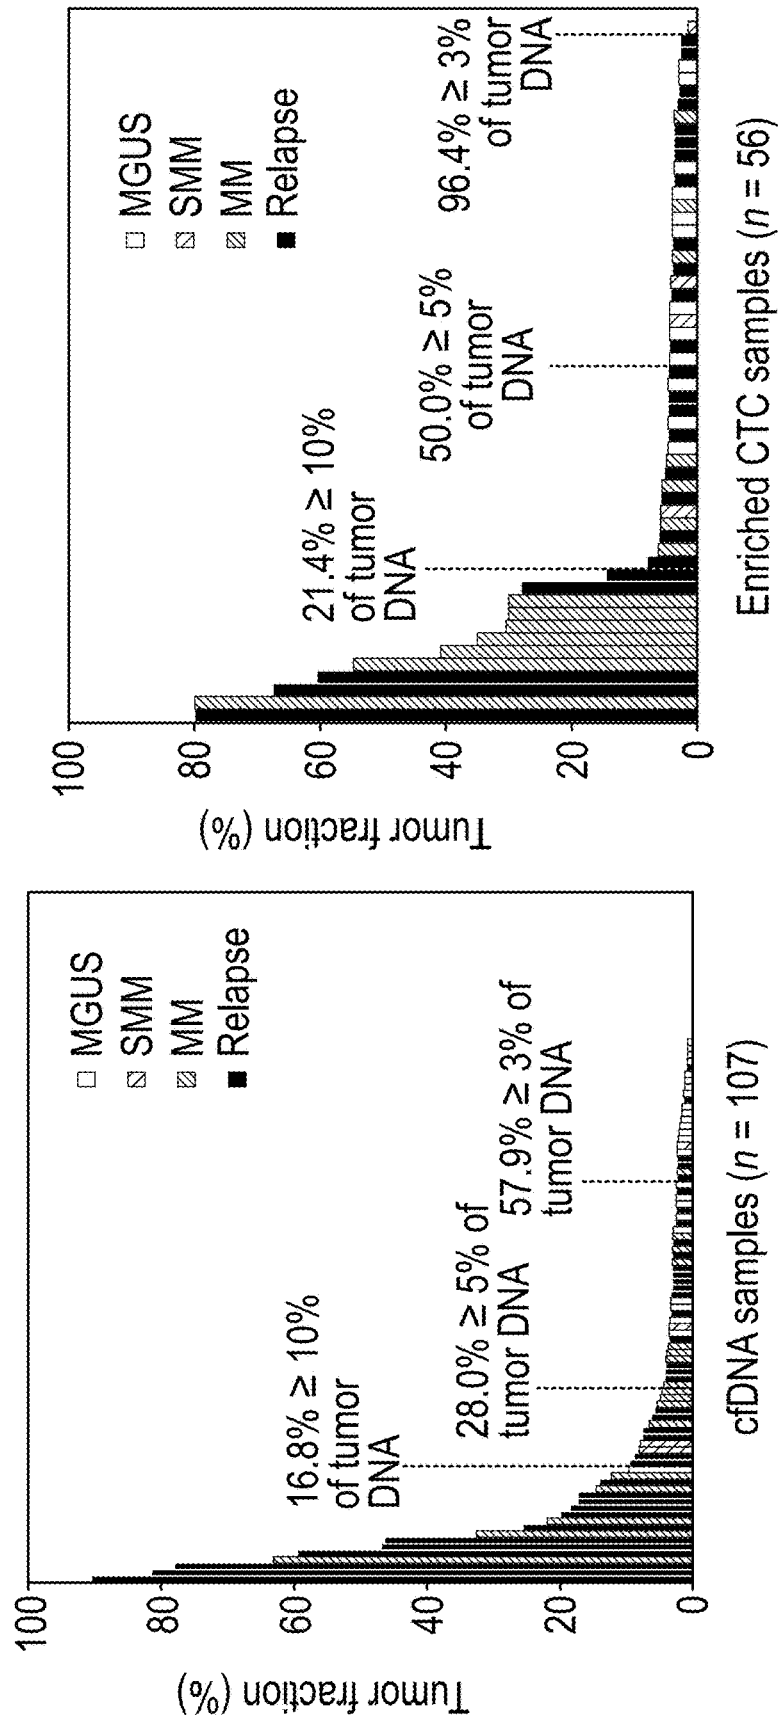 Tumor fraction (%)
100
80
60
40
20
0
MGUS
SMM
MM
Relapse
16.8% ≥ 10%
of tumor
DNA
28.0% ≥ 5% of
tumor DNA
57.9% ≥ 3% of
tumor DNA
cfDNA samples (n = 107)
Tumor fraction (%)
100
80
60
40
20
0
MGUS
SMM
MM
Relapse
21.4% ≥ 10%
of tumor
DNA
50.0% ≥ 5%
of tumor
DNA
96.4% ≥ 3%
of tumor
DNA
Enriched CTC samples (n = 56)